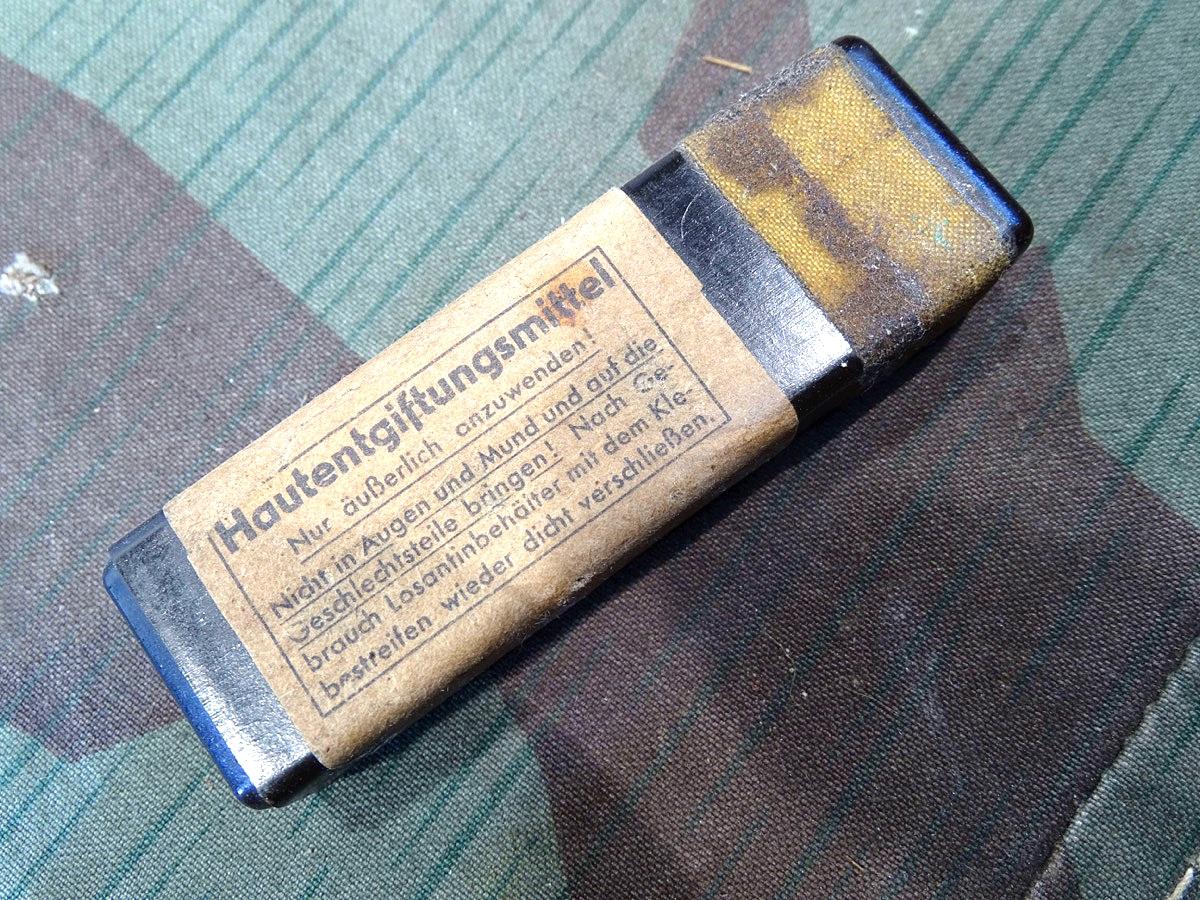 Hautentgiftungsmittel
Nur äußerlich anzuwenden!
Nicht in Augen und Mund und auf die
Geschlechtsteile bringen! Nach Ge-
brauch Losantinbehälter mit dem Kle-
bestreifen wieder dicht verschließen.